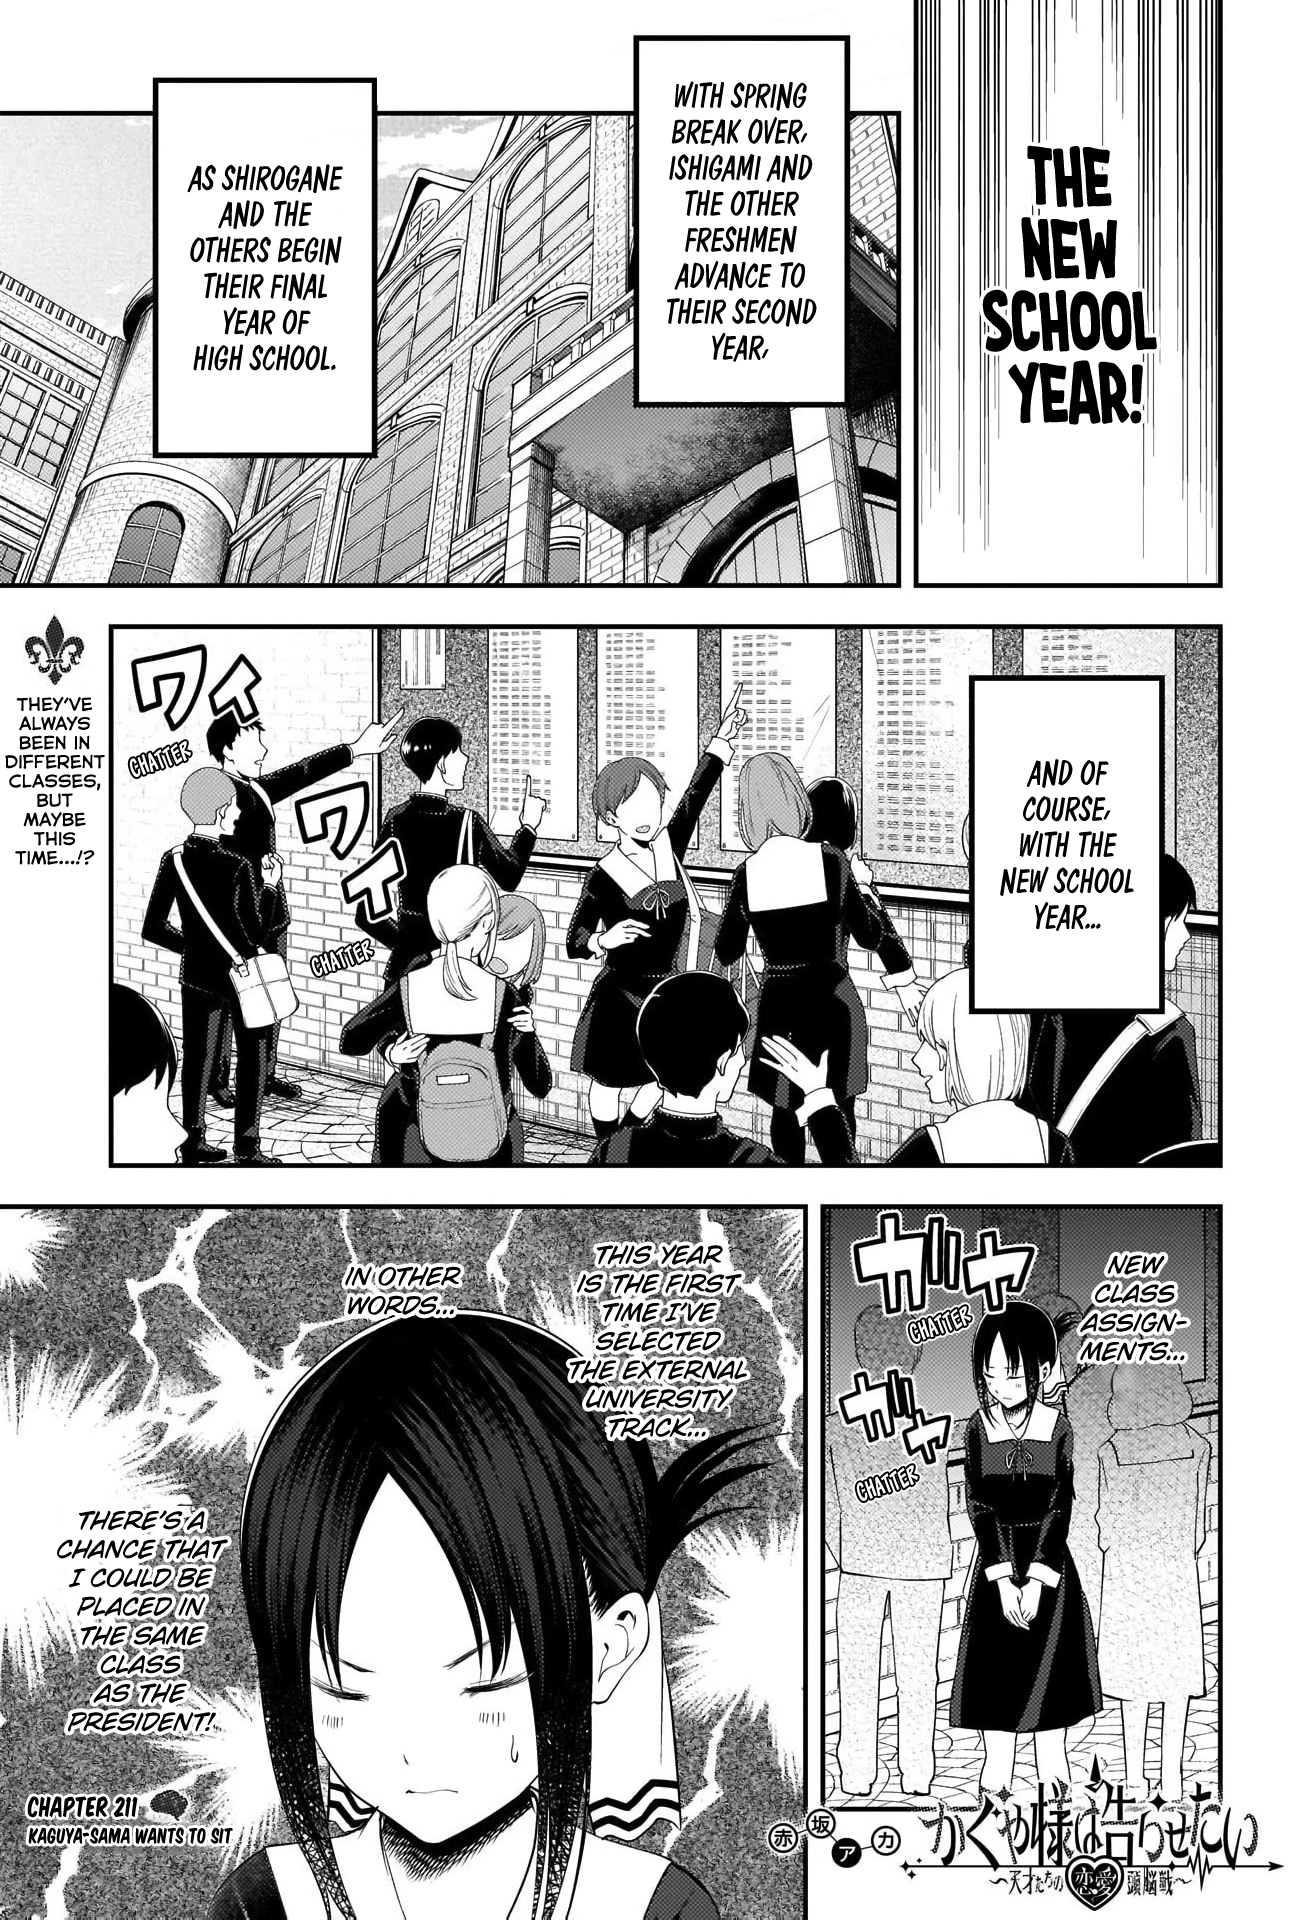 THE
NEW
SCHOOL
YEAR!
WITH SPRING
BREAK OVER,
ISHIGAMI AND
THE OTHER
FRESHMEN
ADVANCE TO
THEIR SECOND
YEAR,
AS SHIROGANE
AND THE
OTHERS BEGIN
THEIR FINAL
YEAR OF
HIGH SCHOOL.
AND OF
COURSE,
WITH THE
NEW SCHOOL
YEAR...
ワイ
CHATTER
ワイ
CHATTER
THEY'VE
ALWAYS
BEEN IN
DIFFERENT
CLASSES,
BUT
MAYBE
THIS
TIME...!?
NEW
CLASS
ASSIGN-
MENTS...
ガヤ
CHATTER
ガヤ
CHATTER
THIS YEAR
IS THE FIRST
TIME I'VE
SELECTED
THE EXTERNAL
UNIVERSITY
TRACK...
IN OTHER
WORDS...
THERE'S A
CHANCE THAT
I COULD BE
PLACED IN
THE SAME
CLASS
AS THE
PRESIDENT!
CHAPTER 211
KAGUYA-SAMA WANTS TO SIT
赤坂アカ
かぐや様は告らせたい
～天才たちの恋愛頭脳戦～